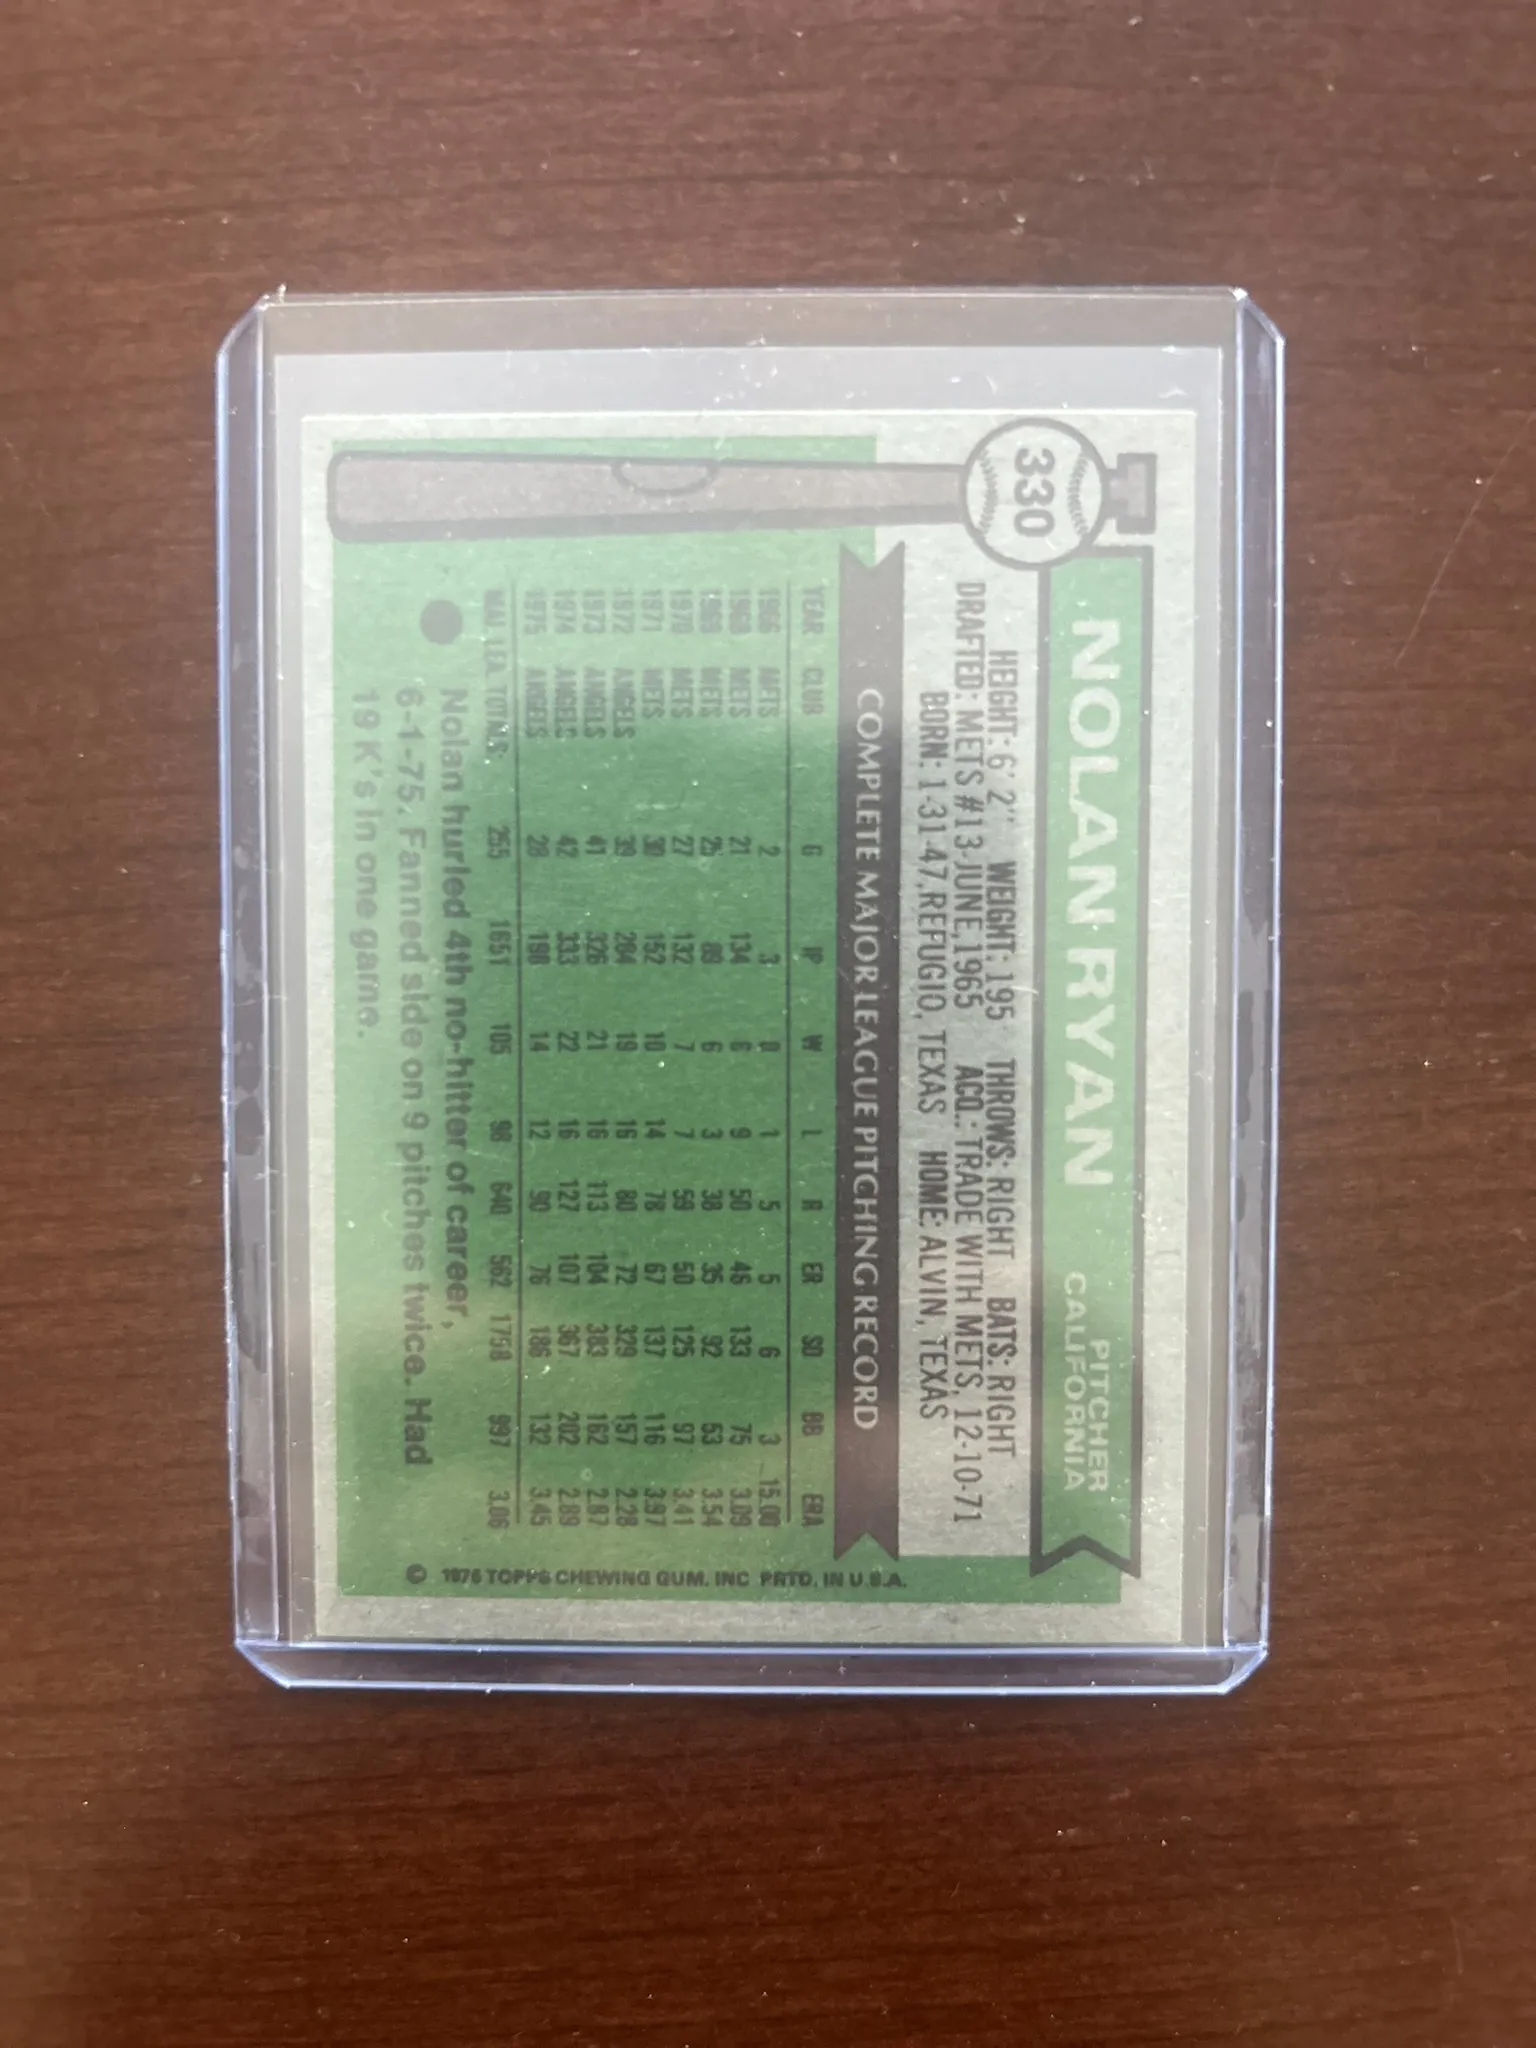 330
NOLAN RYAN
PITCHER
CALIFORNIA
HEIGHT: 6' 2" WEIGHT: 195 THROWS: RIGHT BATS: RIGHT
DRAFTED: METS #13-JUNE, 1965 ACQ.: TRADE WITH METS, 12-10-71
BORN: 1-31-47, REFUGIO, TEXAS HOME: ALVIN, TEXAS
COMPLETE MAJOR LEAGUE PITCHING RECORD
YEAR CLUB G IP W L R ER SO BB ERA
1966 METS 2 3 0 1 5 5 6 3 15.00
1968 METS 21 134 6 9 50 46 133 75 3.09
1969 METS 25 89 6 3 38 35 92 53 3.54
1970 METS 27 132 7 7 59 50 125 97 3.41
1971 METS 30 152 10 14 78 67 137 116 3.97
1972 ANGELS 39 284 19 16 80 72 329 157 2.28
1973 ANGELS 41 326 21 16 113 104 383 162 2.87
1974 ANGELS 42 333 22 16 127 107 367 202 2.89
1975 ANGELS 28 198 14 12 90 76 186 132 3.45
MAJ. LEA. TOTALS: 255 1651 105 98 640 562 1758 997 3.06
Nolan hurled 4th no-hitter of career,
6-1-75. Fanned side on 9 pitches twice. Had
19 K's in one game.
© 1976 TOPPS CHEWING GUM, INC PRTD. IN U.S.A.